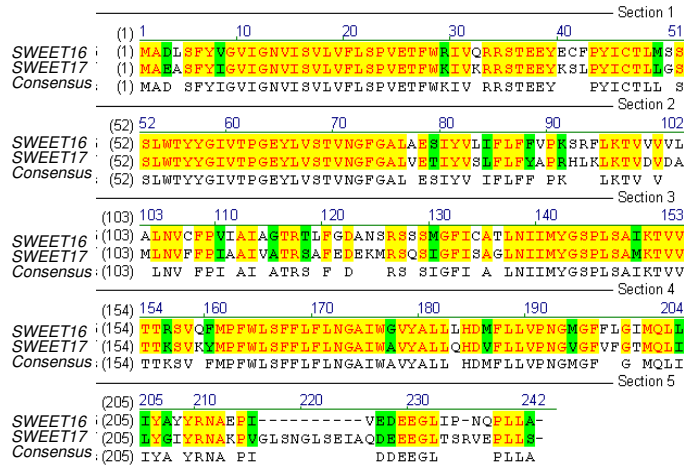 Section 1
(1) 1 10 20 30 40 51
SWEET16 (1) MADLSFYVGVIGNVISVLVFLSPVETFWRIVQRRSTEEYECFPYICTLMSS
SWEET17 (1) MAEASFYIGVIGNVISVLVFLSPVETFWKIVKRRSTEEYKSLPYICTLLGS
Consensus (1) MAD SFYIGVIGNVISVLVFLSPVETFWKIV RRSTEEY   PYICTLL S
Section 2
(52) 52 60 70 80 90 102
SWEET16 (52) SLWTYYGIVTPGEYLVSTVNGFGALAESIYVLIFLFFVPKSRFLKTVVVVL
SWEET17 (52) SLWTYYGIVTPGEYLVSTVNGFGALVETIYVSLFLFYAPRHLKLKTVDVDA
Consensus (52) SLWTYYGIVTPGEYLVSTVNGFGAL ESIYV IFLFF PK   LKTV V
Section 3
(103) 103 110 120 130 140 153
SWEET16 (103) ALNVCFPVIAIAGTRTLFGDANSRSSSMGFICATLNIIMYGSPLSAIKTVV
SWEET17 (103) MLNVFFPIAAIVATRSAFEDEKMRSQSIGFISAGLNIIMYGSPLSAMKTVV
Consensus (103)  LNV FPI AI ATRS F D   RS SIGFI A LNIIMYGSPLSAIKTVV
Section 4
(154) 154 160 170 180 190 204
SWEET16 (154) TTRSVQFMPFWLSFFLFLNGAIWGVYALLLHDMFLLVPNGMGFFLGIMQLL
SWEET17 (154) TTKSVKYMPFWLSFFLFLNGAIWAVYALLQHDVFLLVPNGVGFVFGTMQLI
Consensus (154) TTKSV FMPFWLSFFLFLNGAIWAVYALL HDMFLLVPNGMGF  G MQLI
Section 5
(205) 205 210 220 230 242
SWEET16 (205) IYAYYRNAEPI----------VEDEEGLIP-NQPLLA-
SWEET17 (205) LYGIYRNAKPVGLSNGLSEIAQDEEEGLTSRVEPLLS-
Consensus (205) IYA YRNA PI           DDEEGL     PLLA